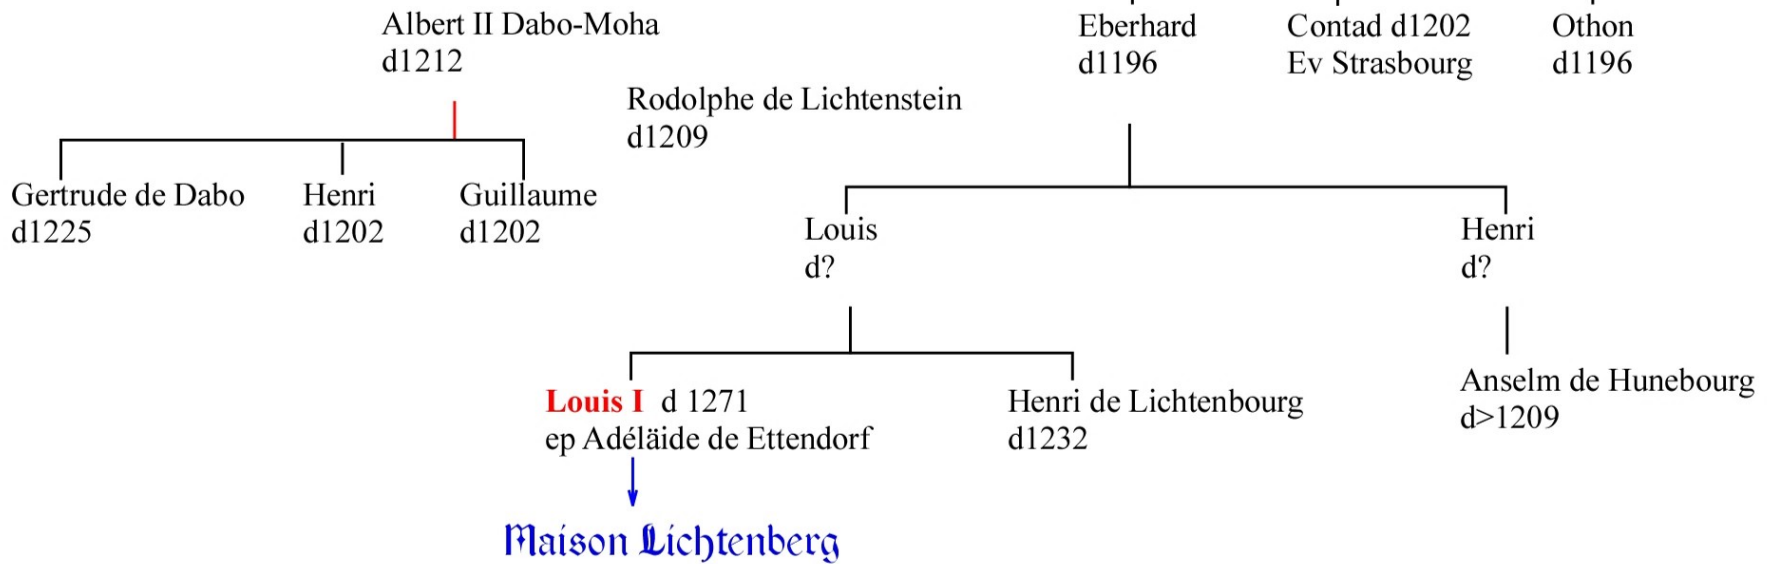 Albert II Dabo-Moha
d1212
Eberhard
d1196
Contad d1202
Ev Strasbourg
Othon
d1196
Rodolphe de Lichtenstein
d1209
Gertrude de Dabo
d1225
Henri
d1202
Guillaume
d1202
Louis
d?
Henri
d?
Louis I d 1271
ep Adéläide de Ettendorf
Henri de Lichtenbourg
d1232
Anselm de Hunebourg
d>1209
Maison Lichtenberg